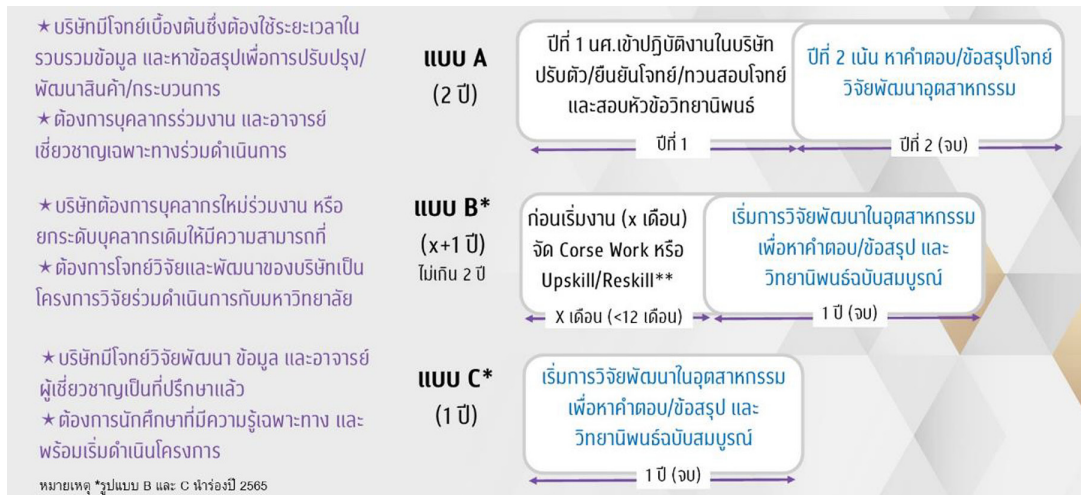 ★บริษัทมีโจทย์เบื้องต้นซึ่งต้องใช้ระยะเวลาใน
รวบรวมข้อมูล และหาข้อสรุปเพื่อการปรับปรุง/
พัฒนาสินค้า/กระบวนการ
★ต้องการบุคลากรร่วมงาน และอาจารย์
เชี่ยวชาญเฉพาะทางร่วมดำเนินการ
แบบ A
(2 ปี)
ปีที่ 1 นศ.เข้าปฏิบัติงานในบริษัท
ปรับตัว/ยืนยันโจทย์/ทวนสอบโจทย์
และสอบหัวข้อวิทยานิพนธ์
ปีที่ 1
ปีที่ 2 เน้น หาคำตอบ/ข้อสรุปโจทย์
วิจัยพัฒนาอุตสาหกรรม
ปีที่ 2 (จบ)
★บริษัทต้องการบุคลากรใหม่ร่วมงาน หรือ
ยกระดับบุคลากรเดิมให้มีความสามารถที่
★ต้องการโจทย์วิจัยและพัฒนาของบริษัทเป็น
โครงการวิจัยร่วมดำเนินการกับมหาวิทยาลัย
แบบ B*
(x+1 ปี)
ไม่เกิน 2 ปี
ก่อนเริ่มงาน (x เดือน)
จัด Corse Work หรือ
Upskill/Reskill**
X เดือน (<12 เดือน)
เริ่มการวิจัยพัฒนาในอุตสาหกรรม
เพื่อหาคำตอบ/ข้อสรุป และ
วิทยานิพนธ์ฉบับสมบูรณ์
1 ปี (จบ)
★บริษัทมีโจทย์วิจัยพัฒนา ข้อมูล และอาจารย์
ผู้เชี่ยวชาญเป็นที่ปรึกษาแล้ว
★ต้องการนักศึกษาที่มีความรู้เฉพาะทาง และ
พร้อมเริ่มดำเนินโครงการ
แบบ C*
(1 ปี)
เริ่มการวิจัยพัฒนาในอุตสาหกรรม
เพื่อหาคำตอบ/ข้อสรุป และ
วิทยานิพนธ์ฉบับสมบูรณ์
1 ปี (จบ)
หมายเหตุ *รูปแบบ B และ C นำร่องปี 2565